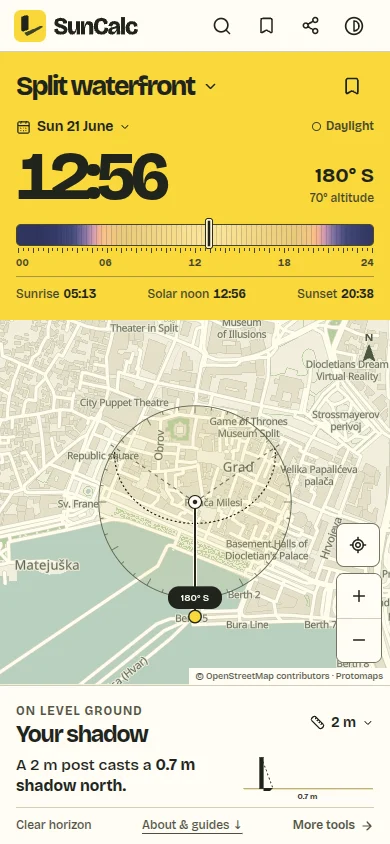 SunCalc
Split waterfront
Sun 21 June
Daylight
12:56
180° S
70° altitude
00 06 12 18 24
Sunrise 05:13
Solar noon 12:56
Sunset 20:38
Theater in Split
Museum
of Illusions
N
Diocletians Dream
Virtual Reality
City Puppet Theatre
Strossmayerov
perivoj
Game of Thrones
Museum Split
Obrov
Republic square
Grad
Velika Papalićeva
palača
Sv. Frane
Milesi
Hrvojeva
Basement Halls of
Diocletian's Palace
Matejuška
180° S
Berth 2
Bura Line
Berth 7
Berth 8
(Hvar)
© OpenStreetMap contributors · Protomaps
ON LEVEL GROUND
Your shadow
2 m
A 2 m post casts a 0.7 m
shadow north.
0.7 m
Clear horizon
About & guides ↓
More tools →